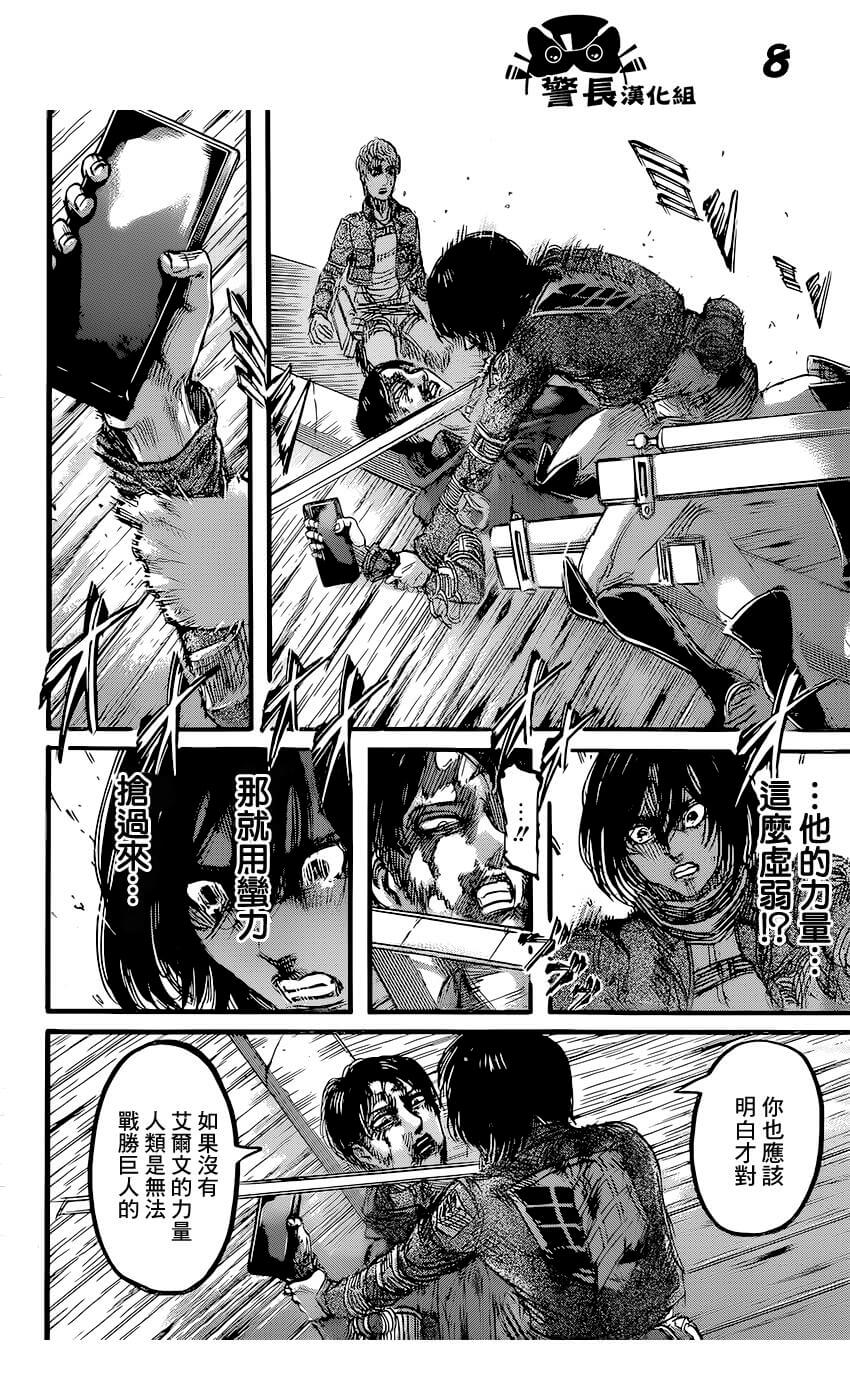 警長漢化組
8
…他的力量…
這麼虛弱!?
…!!
那就用蠻力
搶過來…
你也應該
明白才對
如果沒有
艾爾文的力量
人類是無法
戰勝巨人的